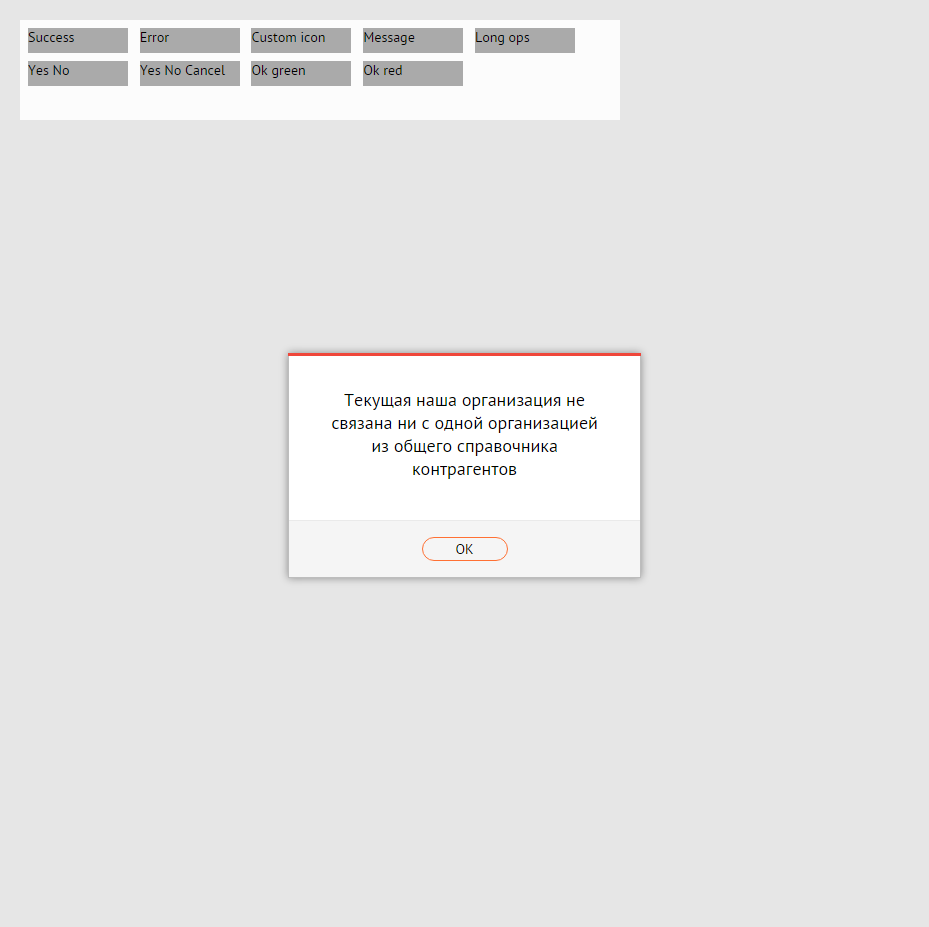 Success Error Custom icon Message Long ops
Yes No Yes No Cancel Ok green Ok red
Текущая наша организация не
связана ни с одной организацией
из общего справочника
контрагентов
OK